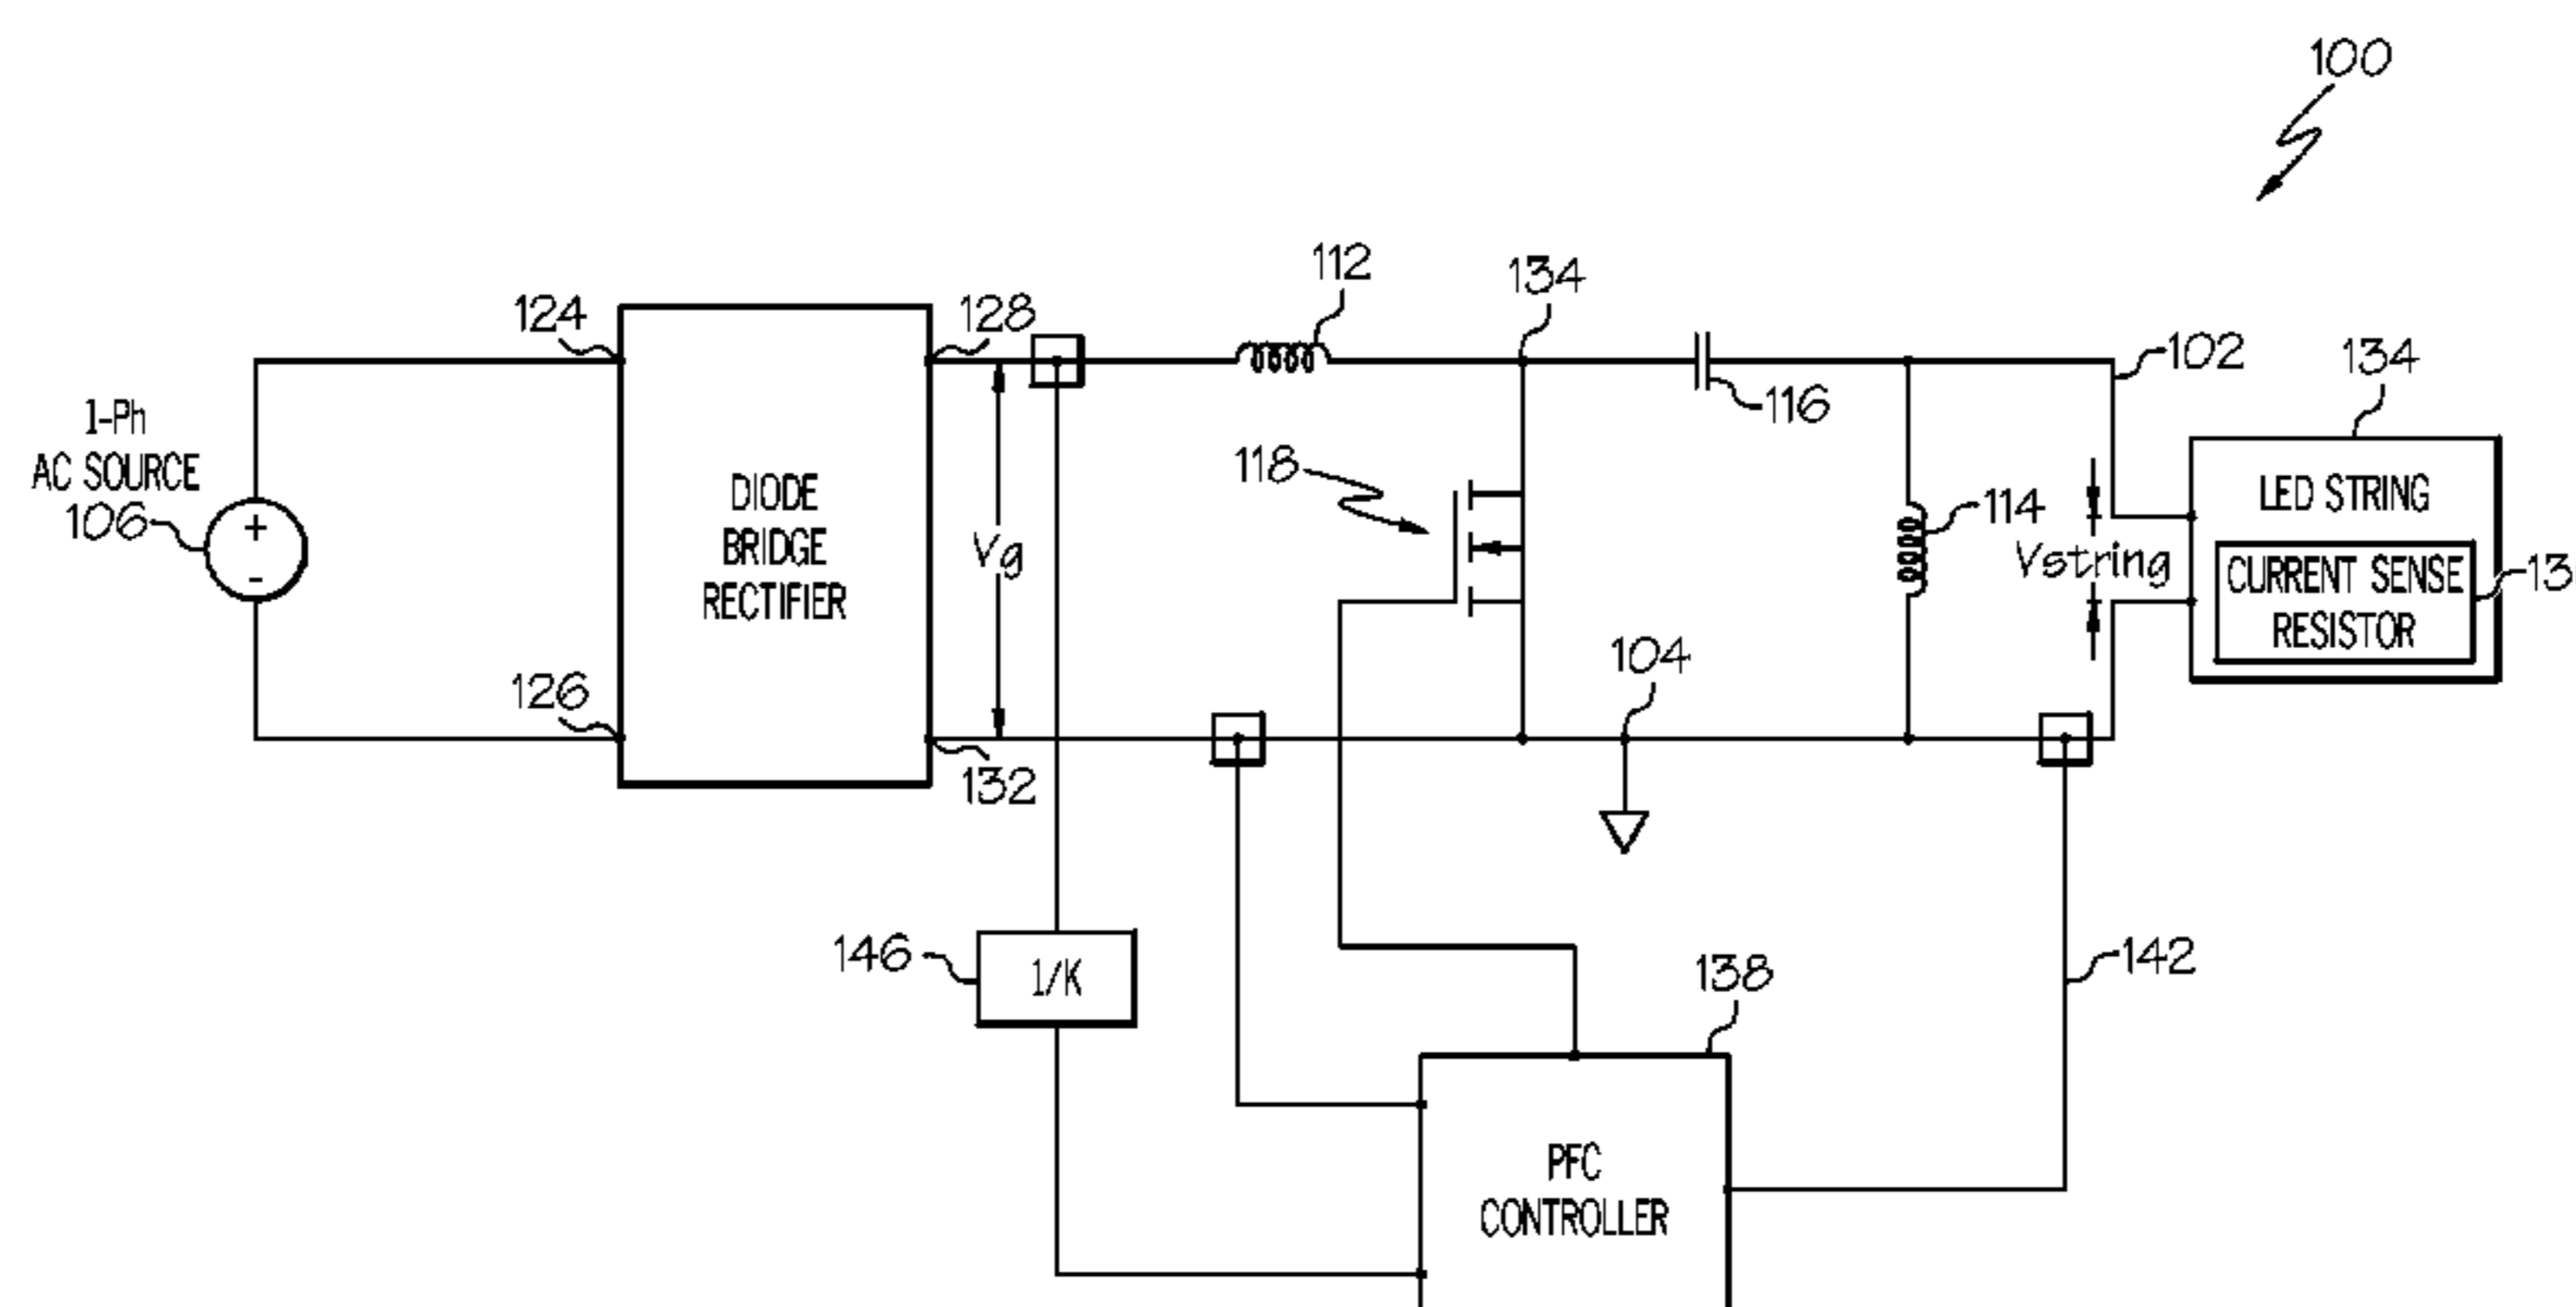 100
112
134
124
128
102
134
1-Ph
AC SOURCE
106
+
-
DIODE
BRIDGE
RECTIFIER
Vg
118
116
114
Vstring
LED STRING
CURRENT SENSE
RESISTOR
13
126
132
104
146
1/K
138
142
PFC
CONTROLLER